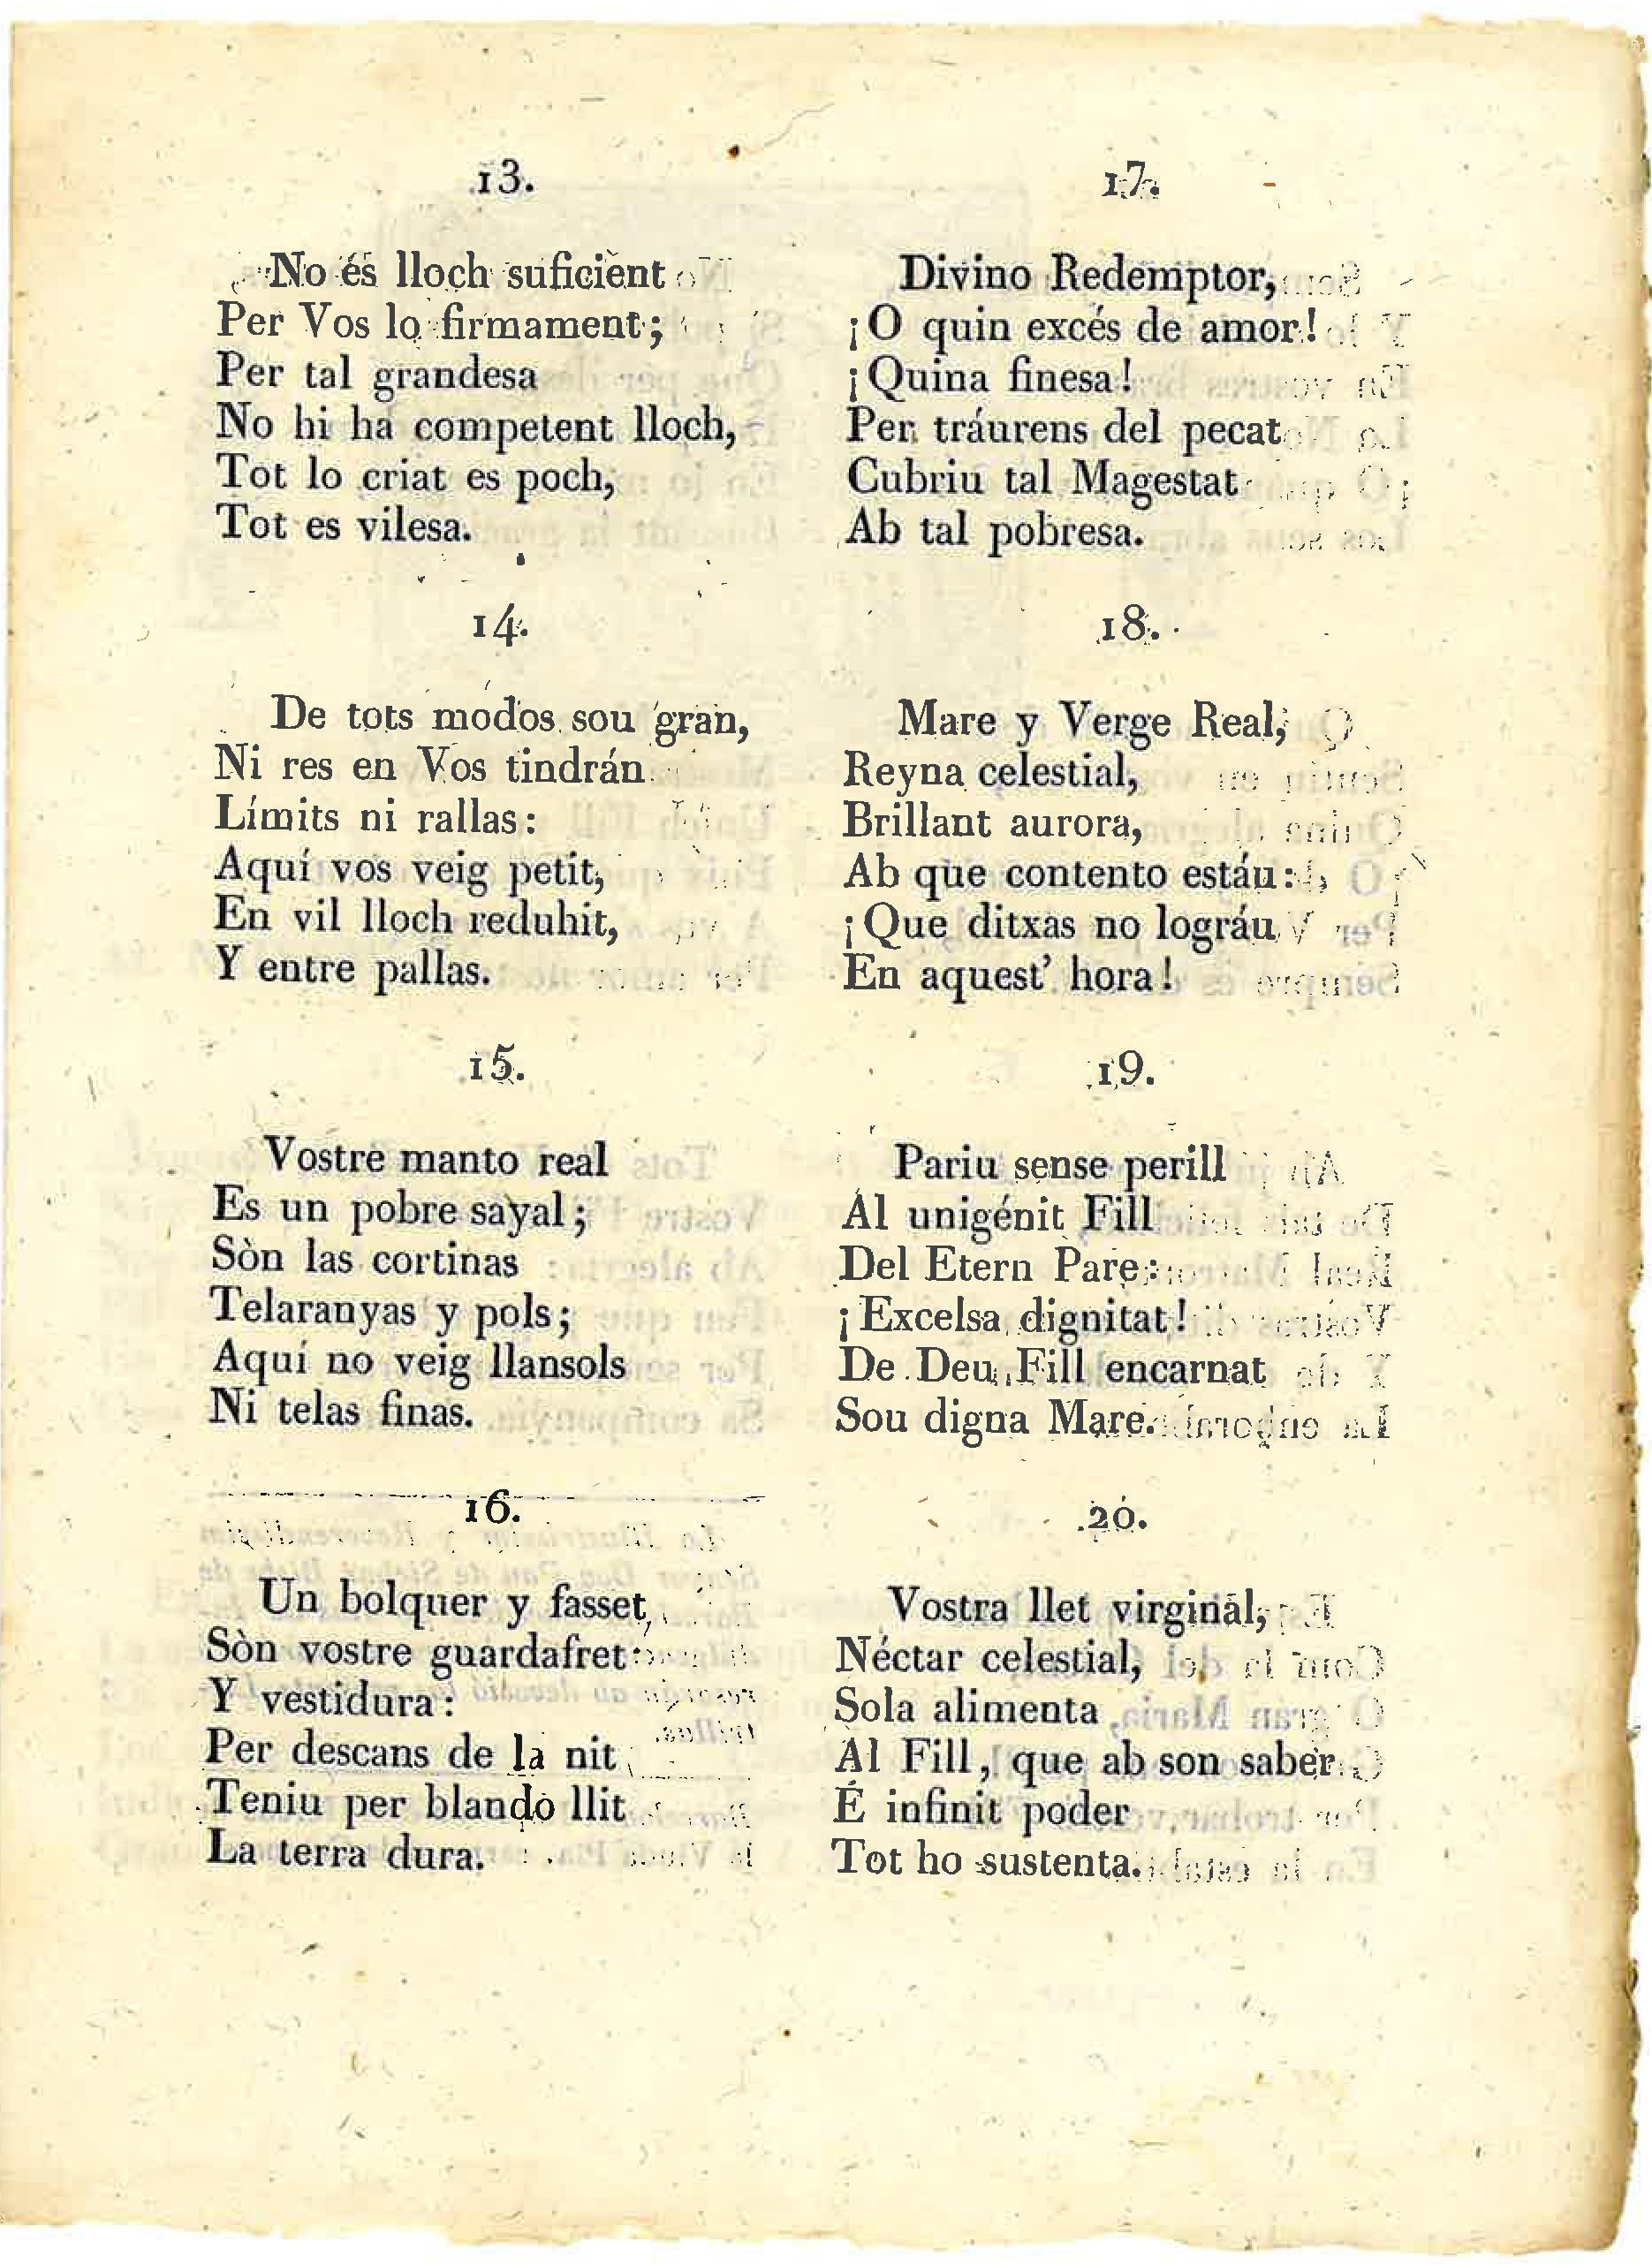 13.
No és lloch suficient
Per Vos lo firmament;
Per tal grandesa
No hi ha competent lloch,
Tot lo criat es poch,
Tot es vilesa.
14.
De tots modos sou gran,
Ni res en Vos tindrán
Límits ni rallas:
Aquí vos veig petit,
En vil lloch reduhit,
Y entre pallas.
15.
Vostre manto real
Es un pobre sayal;
Sòn las cortinas
Telaranyas y pols;
Aquí no veig llansols
Ni telas finas.
16.
Un bolquer y fasset,
Sòn vostre guardafret:
Y vestidura:
Per descans de la nit
Teniu per blando llit
La terra dura.
17.
Divino Redemptor,
¡O quin excés de amor!
¡Quina finesa!
Per tráurens del pecat
Cubriu tal Magestat
Ab tal pobresa.
18.
Mare y Verge Real,
Reyna celestial,
Brillant aurora,
Ab que contento estáu:
¡Que ditxas no lográu
En aquest' hora!
19.
Pariu sense perill
Al unigénit Fill
Del Etern Pare:
¡Excelsa dignitat!
De Deu Fill encarnat
Sou digna Mare.
20.
Vostra llet virginal,
Néctar celestial,
Sola alimenta
Al Fill, que ab son saber
É infinit poder
Tot ho sustenta.